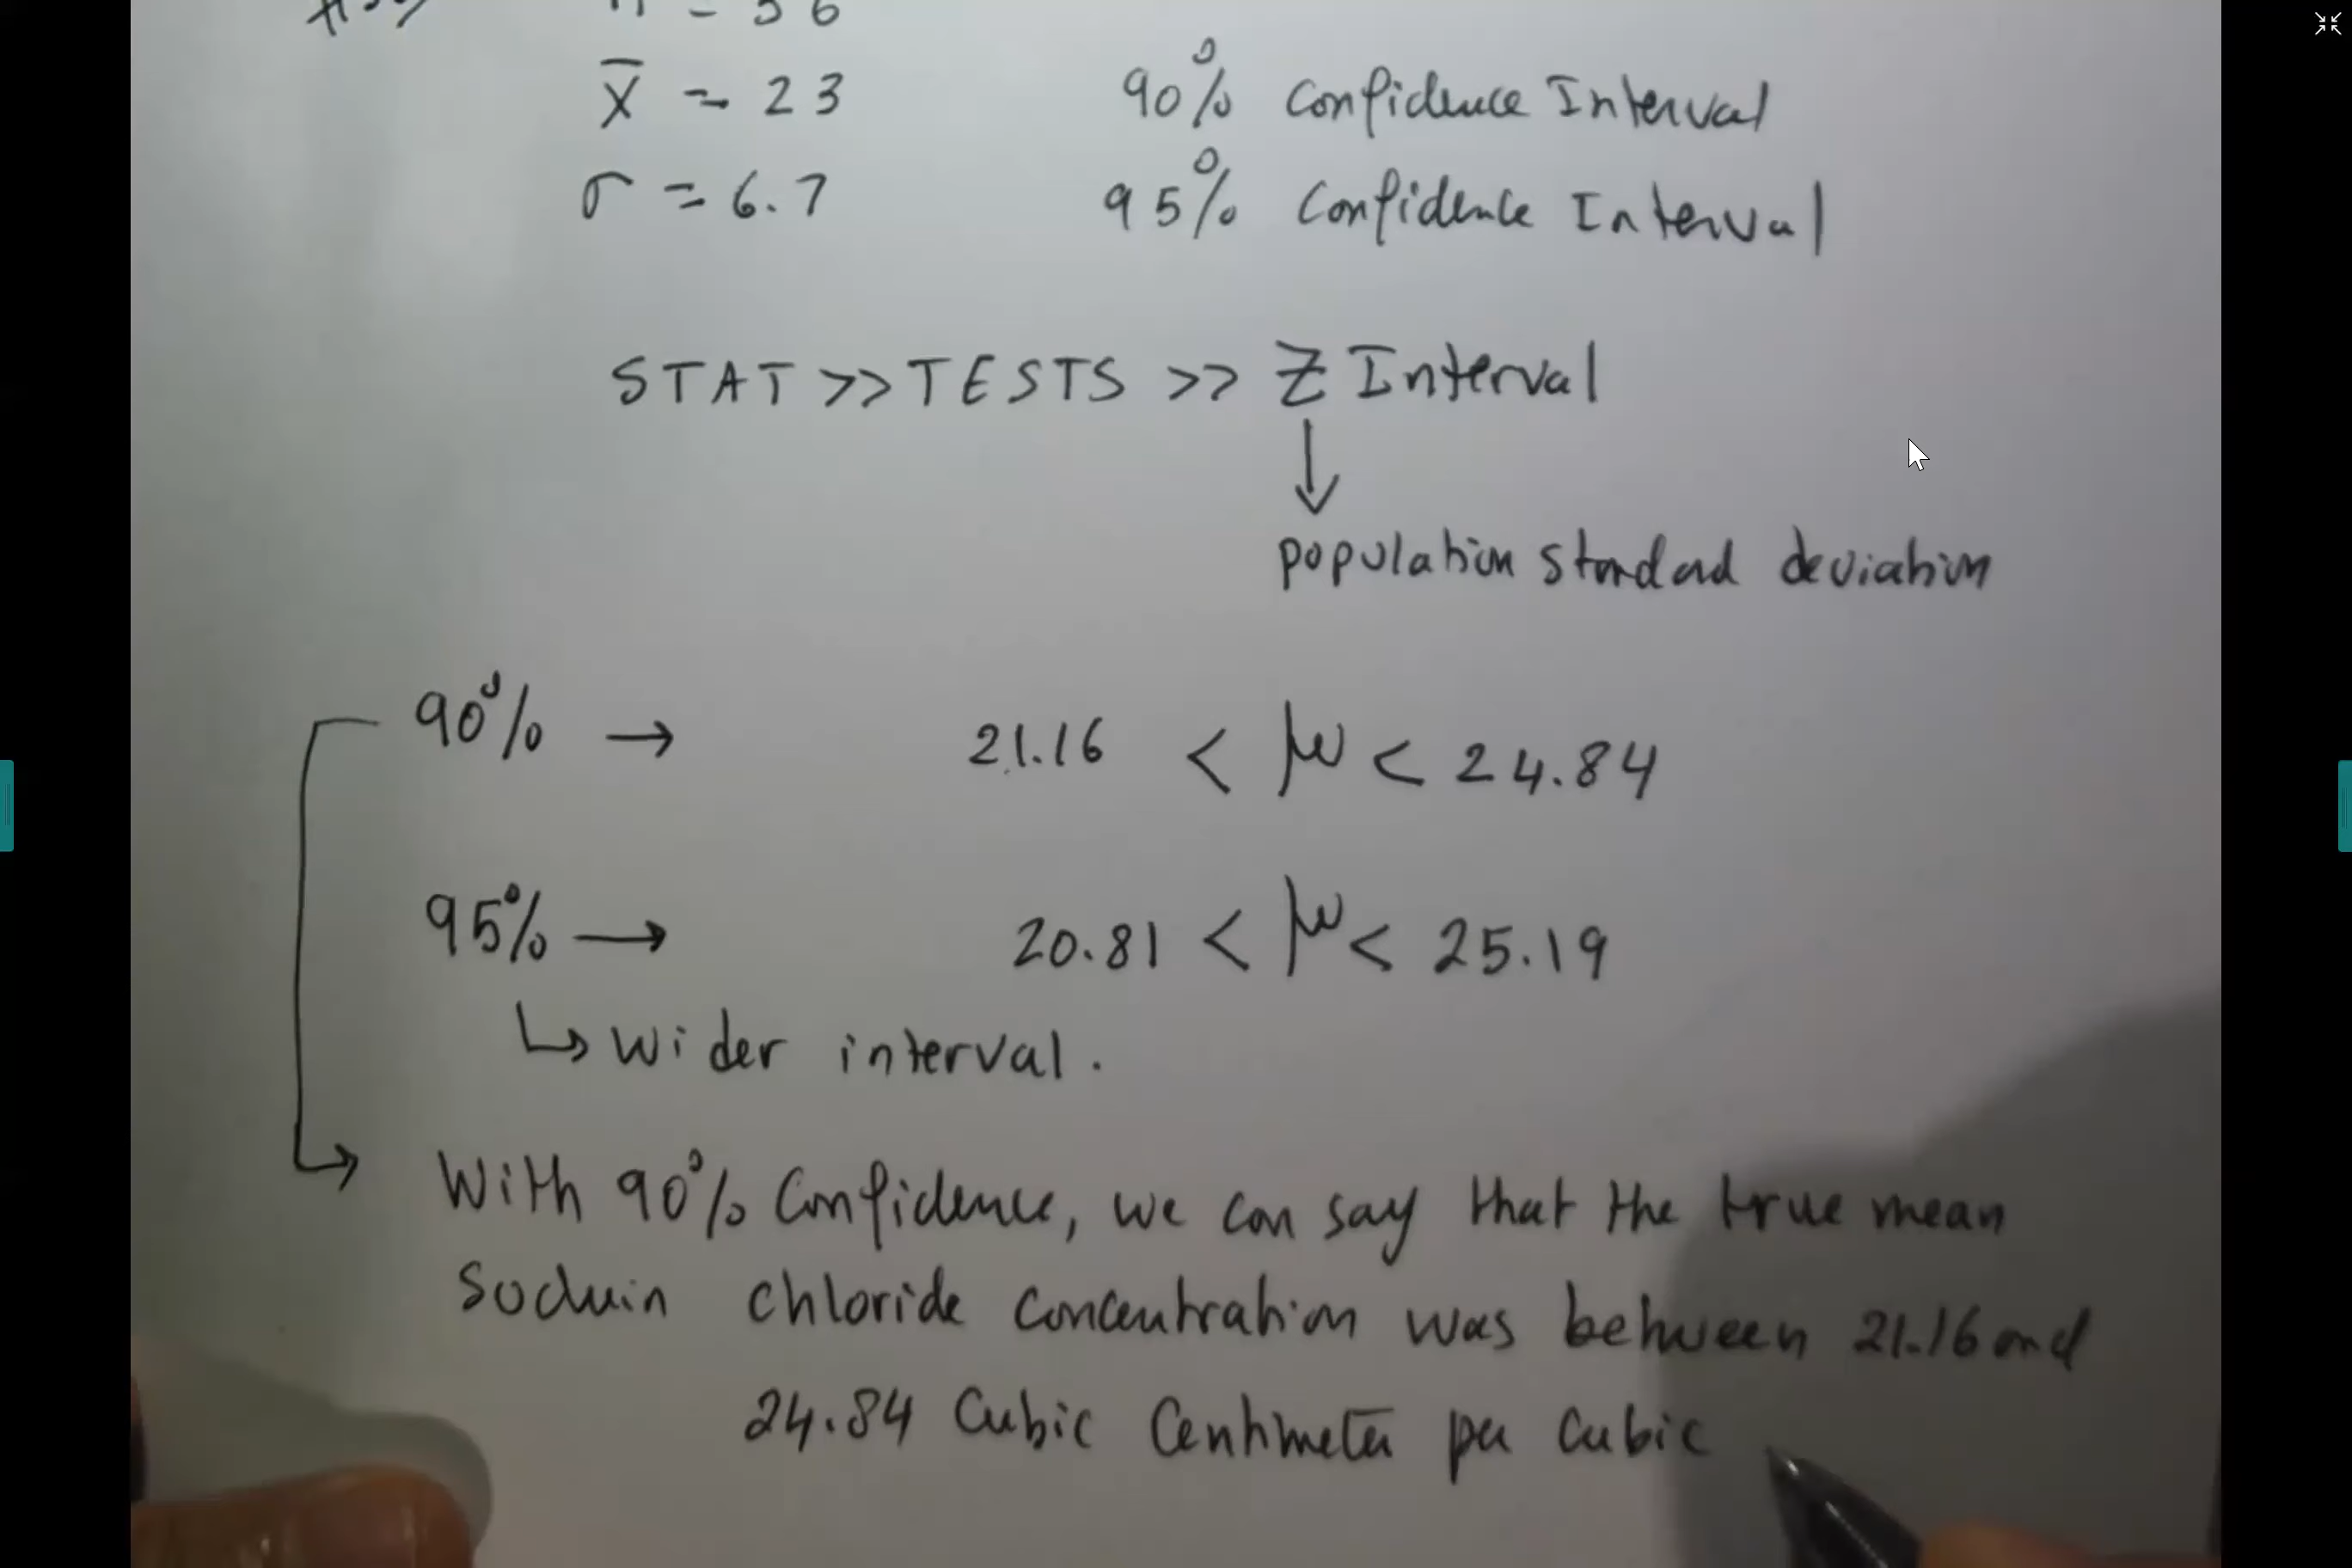 n = 36
X̄ = 23
90% Confidence Interval
σ = 6.7
95% Confidence Interval
STAT >> TESTS >> Z Interval
↓
population standard deviation
90% → 21.16 < μ < 24.84
95% → 20.81 < μ < 25.19
↳ wider interval.
With 90% Confidence, we can say that the true mean
Soduin chloride concentration was between 21.16 and
24.84 Cubic Centimeter per Cubic